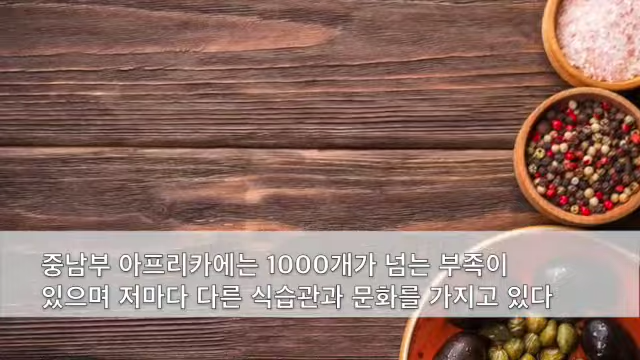 중남부 아프리카에는 1000개가 넘는 부족이
있으며 저마다 다른 식습관과 문화를 가지고 있다